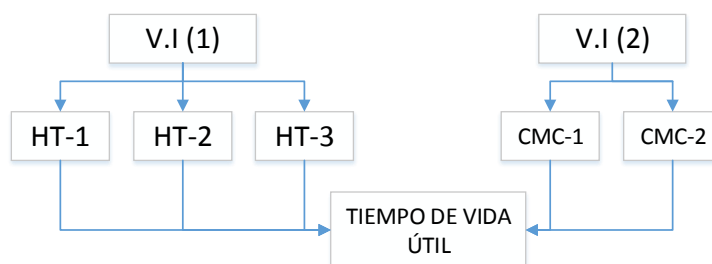 V.I (1)
V.I (2)
HT-1
HT-2
HT-3
CMC-1
CMC-2
TIEMPO DE VIDA
ÚTIL